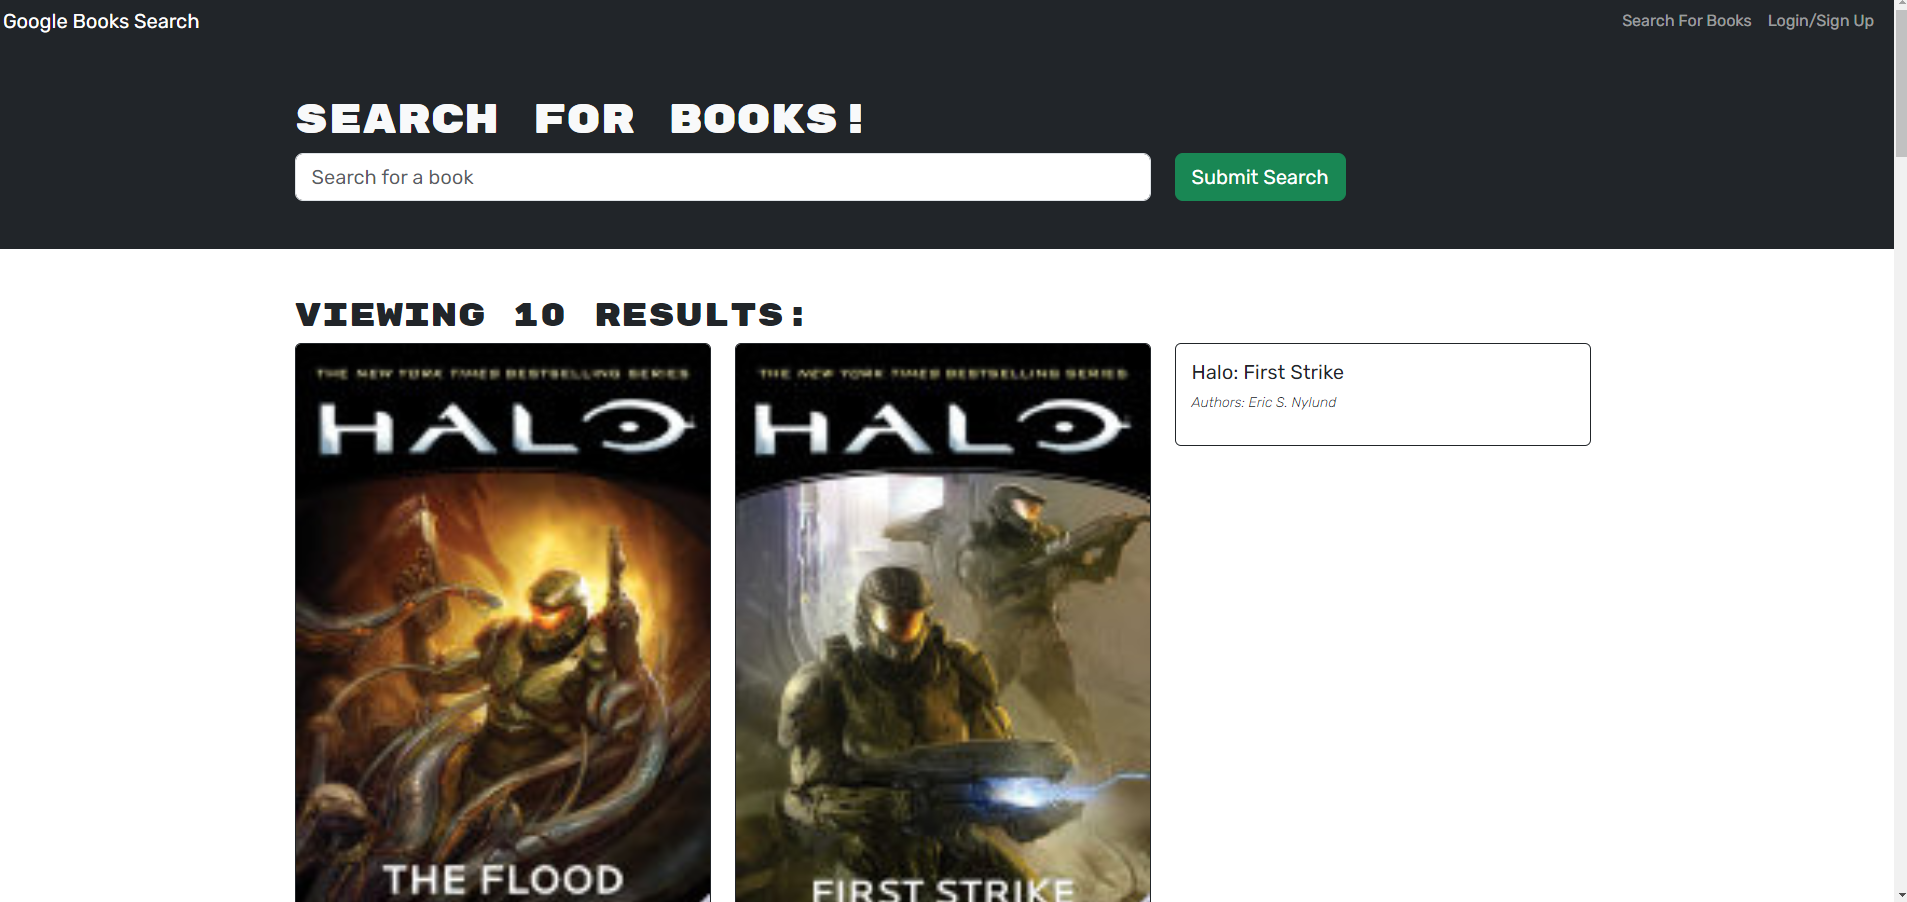 Google Books Search
Search For Books
Login/Sign Up
SEARCH FOR BOOKS!
Search for a book
Submit Search
VIEWING 10 RESULTS:
THE NEW YORK TIMES BESTSELLING SERIES
HALO
THE FLOOD
THE NEW YORK TIMES BESTSELLING SERIES
HALO
FIRST STRIKE
Halo: First Strike
Authors: Eric S. Nylund